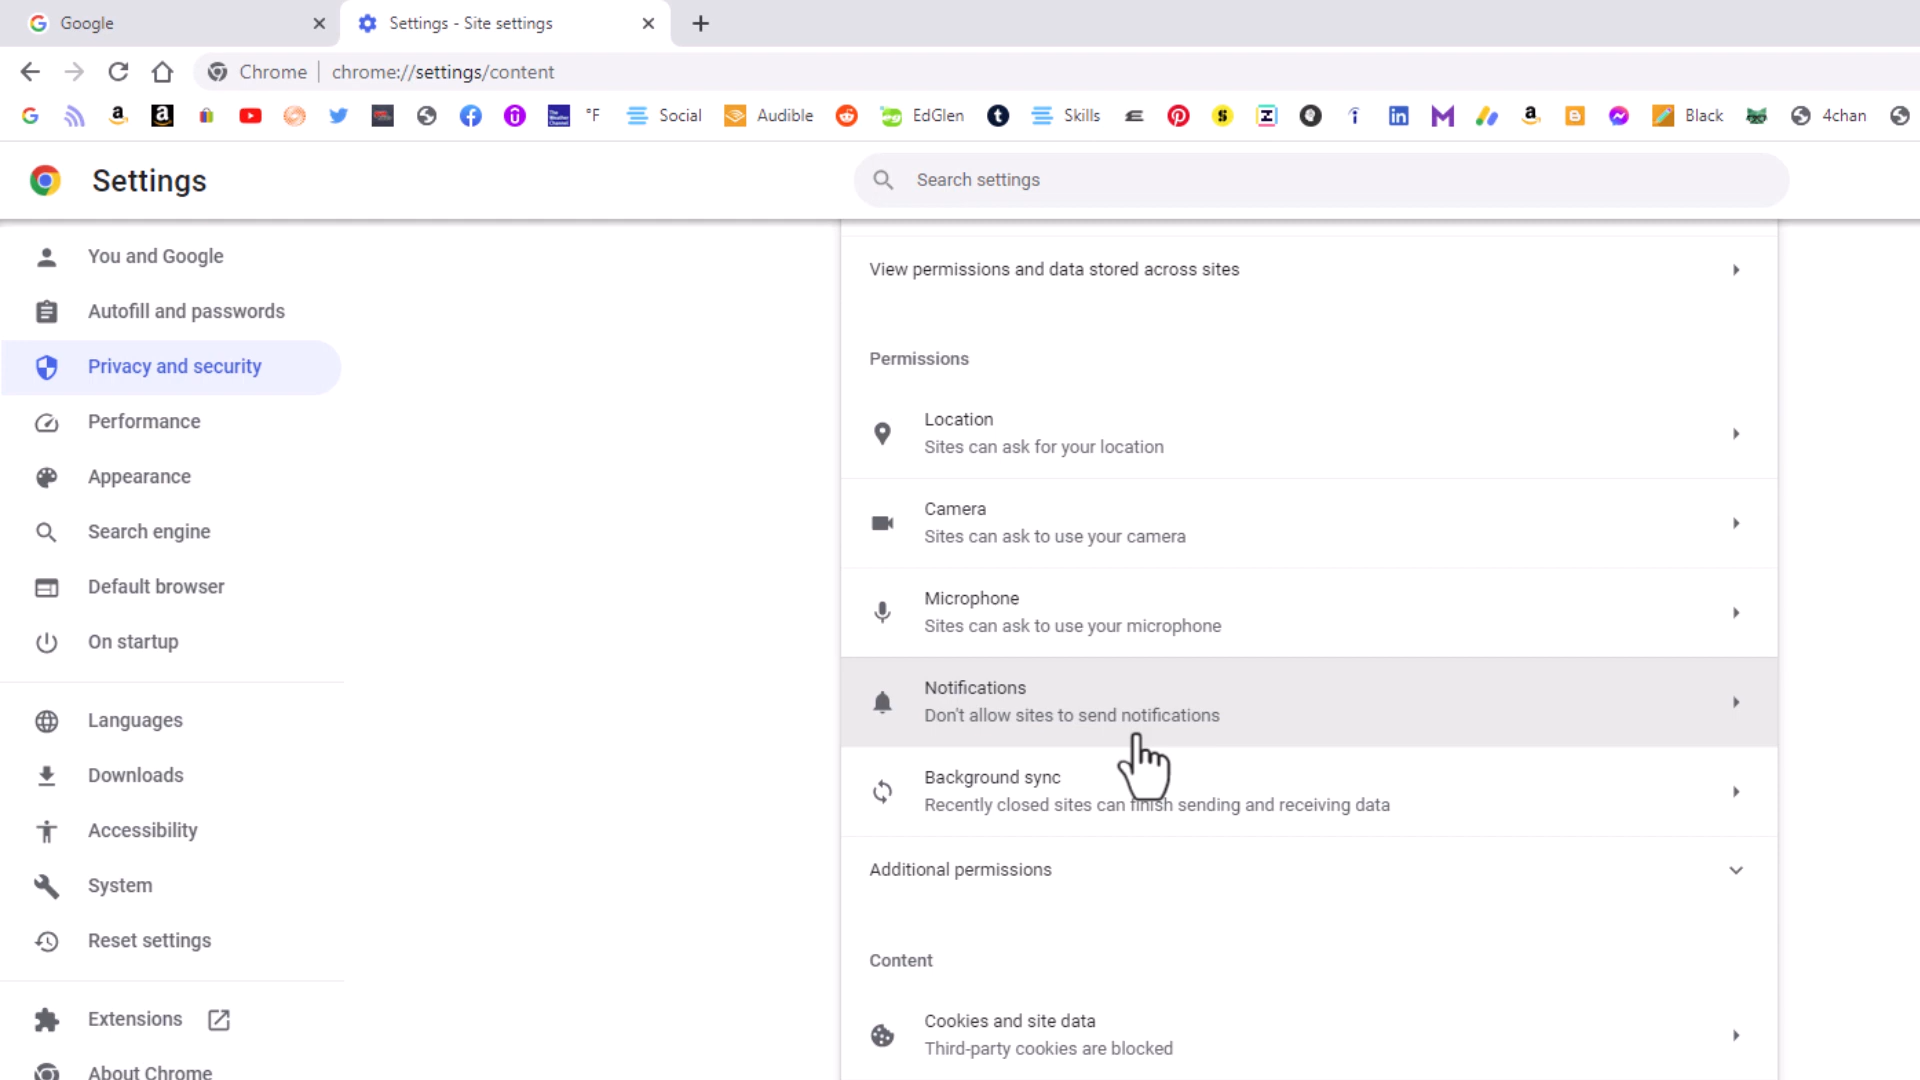 Google
Settings - Site settings
Chrome
chrome://settings/content
The Weather Channel
°F
Social
Audible
EdGlen
Skills
Black
4chan
Settings
Search settings
You and Google
Autofill and passwords
Privacy and security
Performance
Appearance
Search engine
Default browser
On startup
Languages
Downloads
Accessibility
System
Reset settings
Extensions
About Chrome
View permissions and data stored across sites
Permissions
Location
Sites can ask for your location
Camera
Sites can ask to use your camera
Microphone
Sites can ask to use your microphone
Notifications
Don't allow sites to send notifications
Background sync
Recently closed sites can finish sending and receiving data
Additional permissions
Content
Cookies and site data
Third-party cookies are blocked